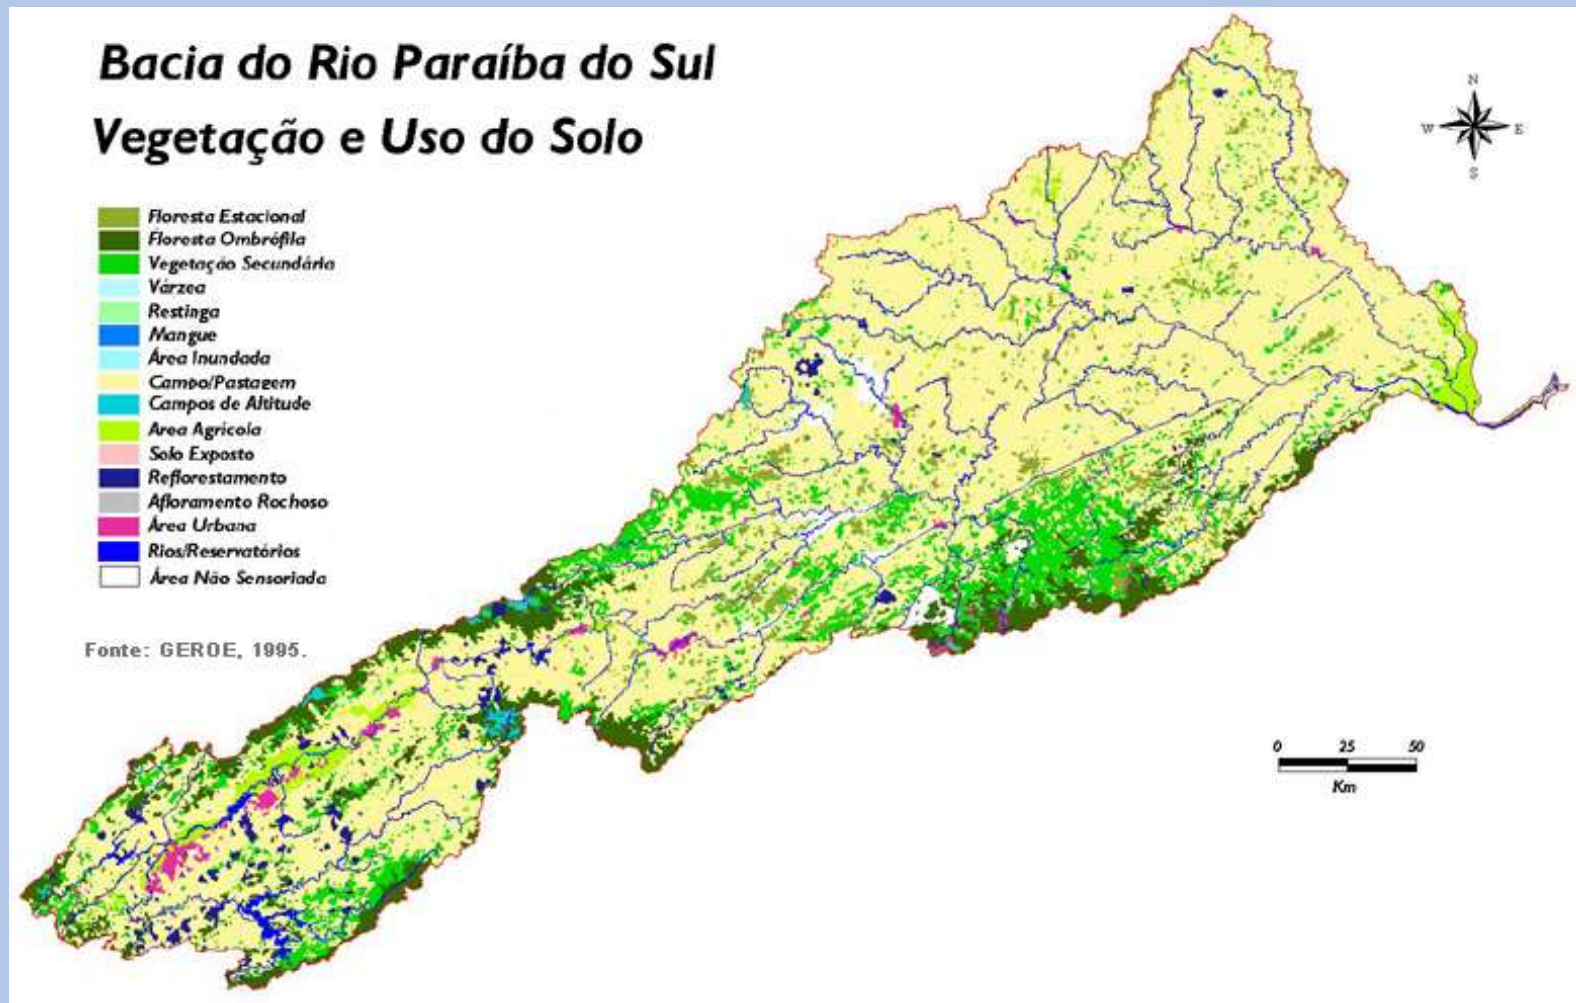 Bacia do Rio Paraíba do Sul
Vegetação e Uso do Solo
Floresta Estacional
Floresta Ombrófila
Vegetação Secundária
Várzea
Restinga
Mangue
Área Inundada
Campo/Pastagem
Campos de Altitude
Area Agricola
Solo Exposto
Reflorestamento
Afloramento Rochoso
Área Urbana
Rios/Reservatórios
Área Não Sensoriada
Fonte: GEROE, 1995.
N
W E
S
0 25 50
Km